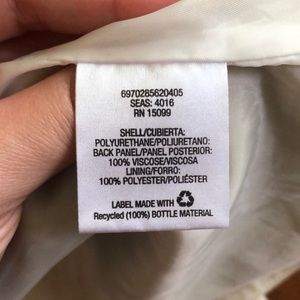 6970285620405
SEAS: 4016
RN 15099
SHELL/CUBIERTA:
POLYURETHANE/POLIURETANO:
BACK PANEL/PANEL POSTERIOR:
100% VISCOSE/VISCOSA
LINING/FORRO:
100% POLYESTER/POLIÉSTER
LABEL MADE WITH
Recycled (100%) BOTTLE MATERIAL